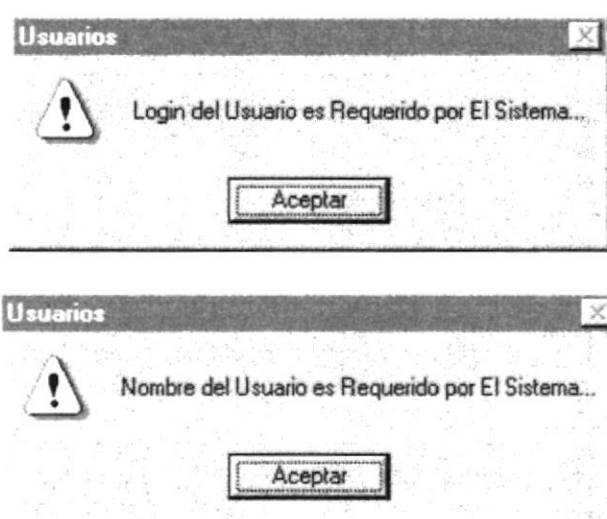 Usuarios
Login del Usuario es Requerido por El Sistema...
Aceptar
Usuarios
Nombre del Usuario es Requerido por El Sistema...
Aceptar